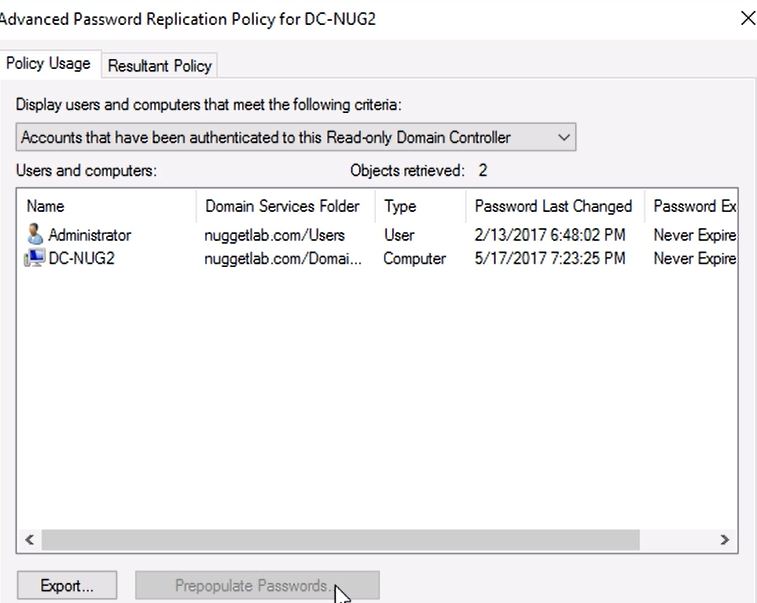 Advanced Password Replication Policy for DC-NUG2
Policy Usage Resultant Policy
Display users and computers that meet the following criteria:
Accounts that have been authenticated to this Read-only Domain Controller
Users and computers: Objects retrieved: 2
Name Domain Services Folder Type Password Last Changed Password Ex
Administrator nuggetlab.com/Users User 2/13/2017 6:48:02 PM Never Expire
DC-NUG2 nuggetlab.com/Domai... Computer 5/17/2017 7:23:25 PM Never Expire
Export... Prepopulate Passwords...